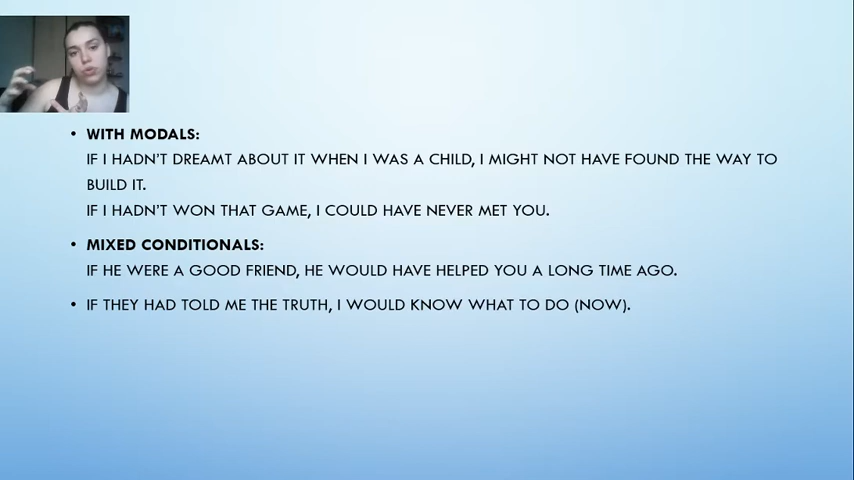 • WITH MODALS:
IF I HADN'T DREAMT ABOUT IT WHEN I WAS A CHILD, I MIGHT NOT HAVE FOUND THE WAY TO
BUILD IT.
IF I HADN'T WON THAT GAME, I COULD HAVE NEVER MET YOU.
• MIXED CONDITIONALS:
IF HE WERE A GOOD FRIEND, HE WOULD HAVE HELPED YOU A LONG TIME AGO.
• IF THEY HAD TOLD ME THE TRUTH, I WOULD KNOW WHAT TO DO (NOW).